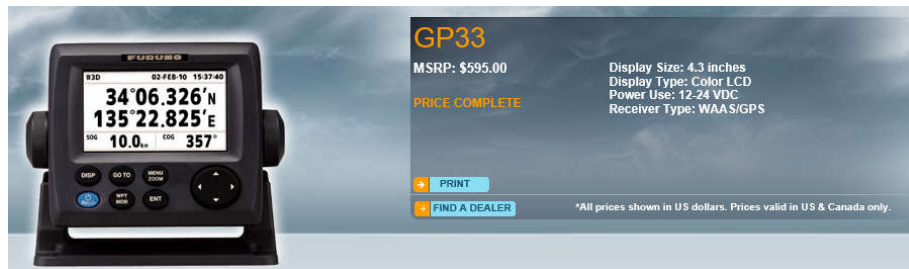 FURUNO
W3D 02-FEB-10 15:37:40
34°06.326'N
135°22.825'E
SOG 10.0kn COG 357°
DISP GO TO MENU ZOOM
WPT MOB ENT
GP33
MSRP: $595.00
PRICE COMPLETE
Display Size: 4.3 inches
Display Type: Color LCD
Power Use: 12-24 VDC
Receiver Type: WAAS/GPS
PRINT
FIND A DEALER
*All prices shown in US dollars. Prices valid in US & Canada only.